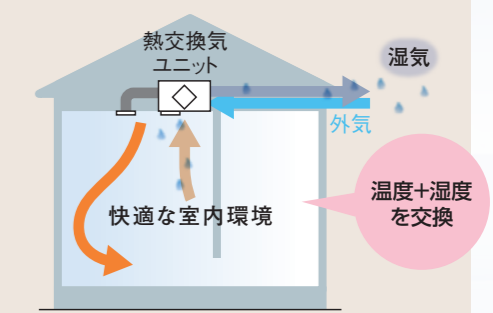 熱交換気
ユニット
湿気
外気
温度+湿度
を交換
快適な室内環境